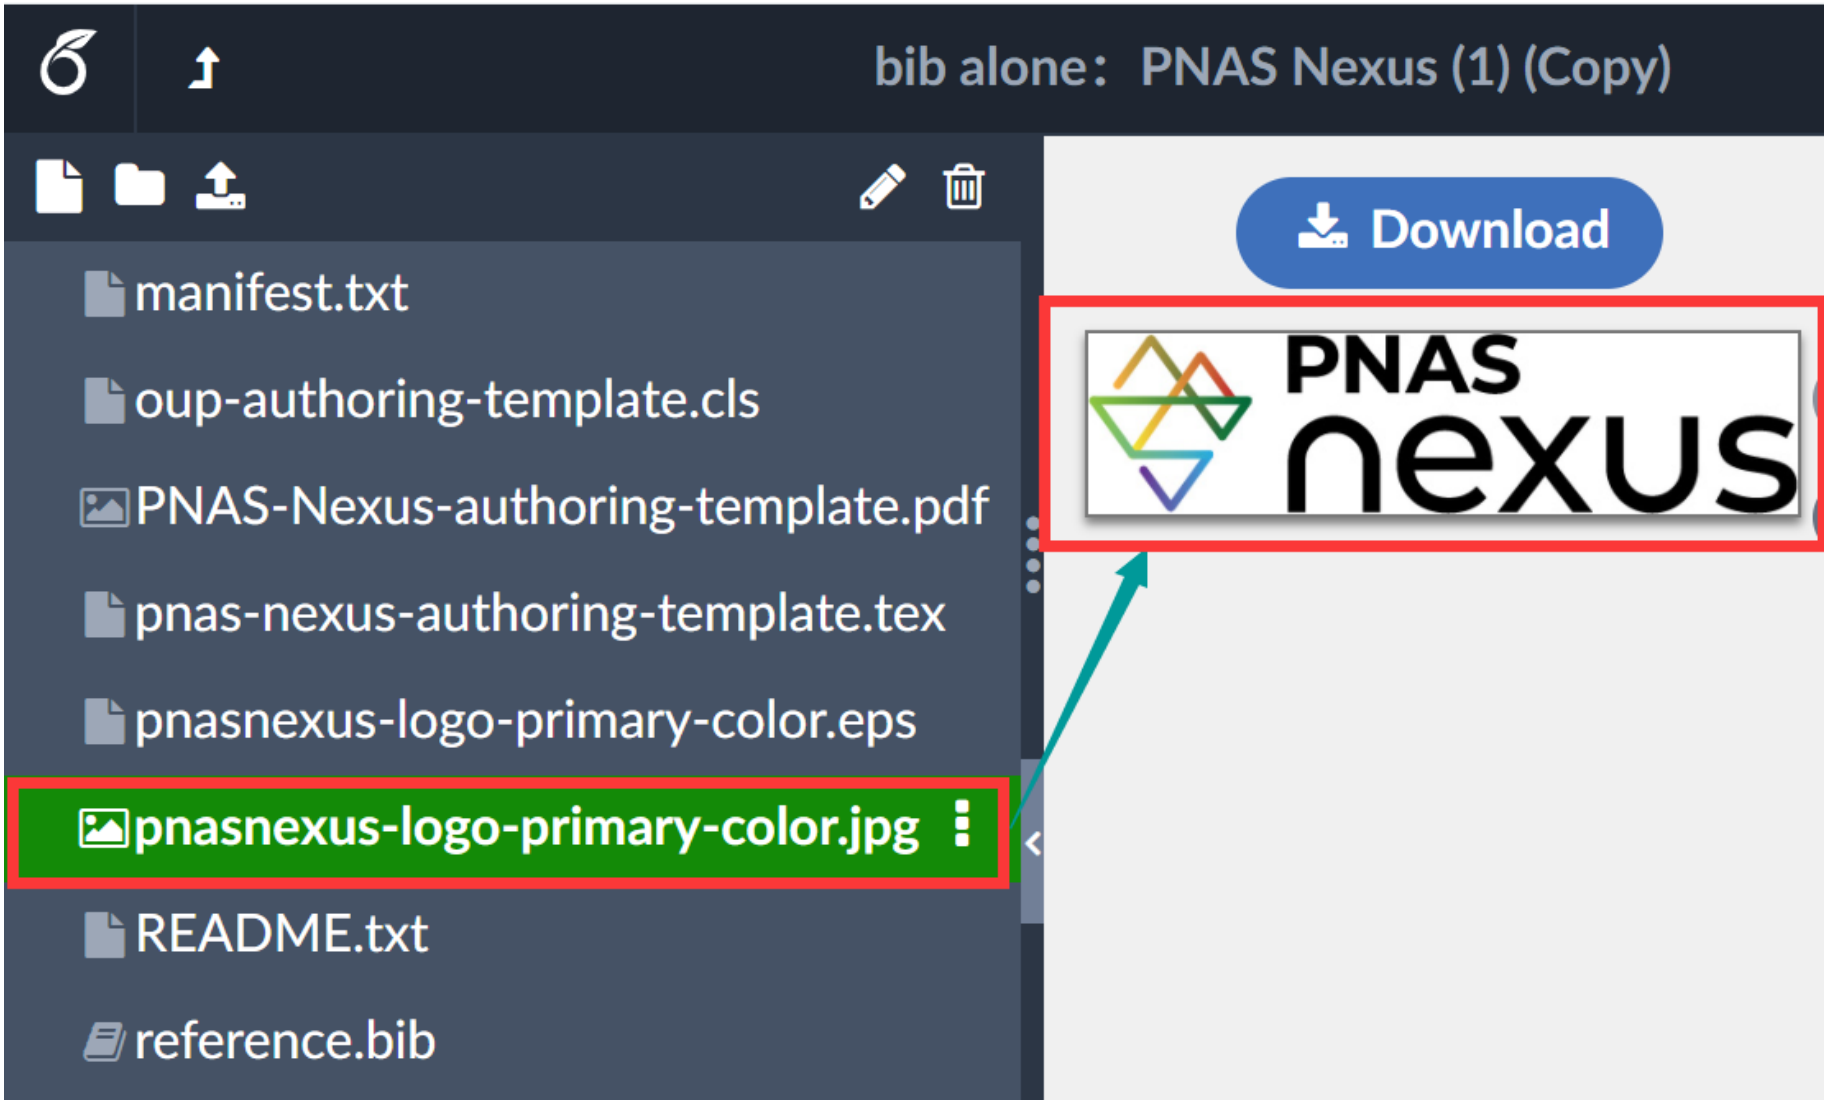 bib alone：PNAS Nexus (1) (Copy)
Download
PNAS
nexus
manifest.txt
oup-authoring-template.cls
PNAS-Nexus-authoring-template.pdf
pnas-nexus-authoring-template.tex
pnasnexus-logo-primary-color.eps
pnasnexus-logo-primary-color.jpg
README.txt
reference.bib